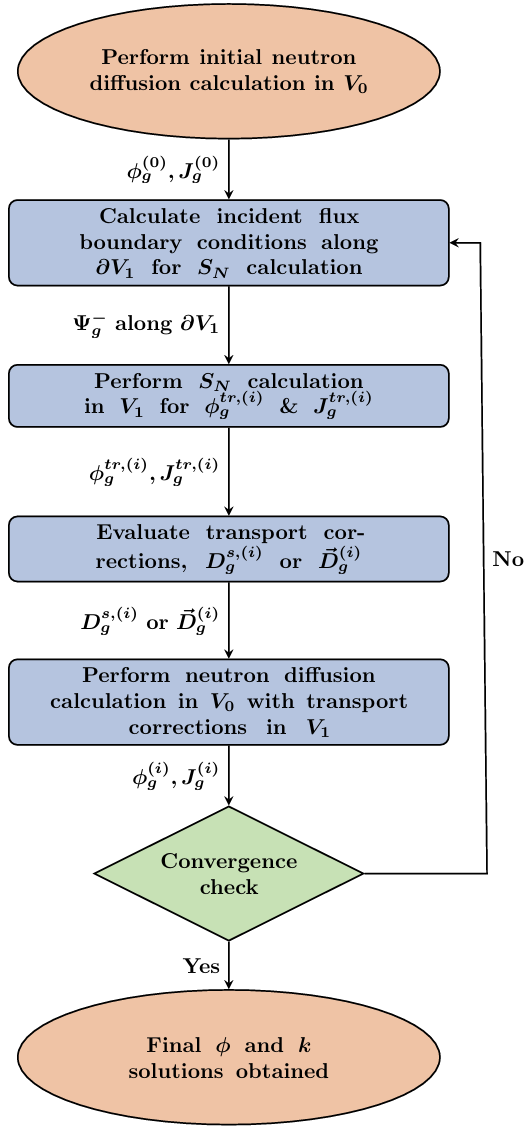 Perform initial neutron
diffusion calculation in $V_0$
$\phi_g^{(0)}, J_g^{(0)}$
Calculate incident flux
boundary conditions along
$\partial V_1$ for $S_N$ calculation
$\Psi_g^-$ along $\partial V_1$
Perform $S_N$ calculation
in $V_1$ for $\phi_g^{tr,(i)}$ & $J_g^{tr,(i)}$
$\phi_g^{tr,(i)}, J_g^{tr,(i)}$
Evaluate transport cor-
rections, $D_g^{s,(i)}$ or $\vec{D}_g^{(i)}$
No
$D_g^{s,(i)}$ or $\vec{D}_g^{(i)}$
Perform neutron diffusion
calculation in $V_0$ with transport
corrections in $V_1$
$\phi_g^{(i)}, J_g^{(i)}$
Convergence
check
Yes
Final $\phi$ and $k$
solutions obtained